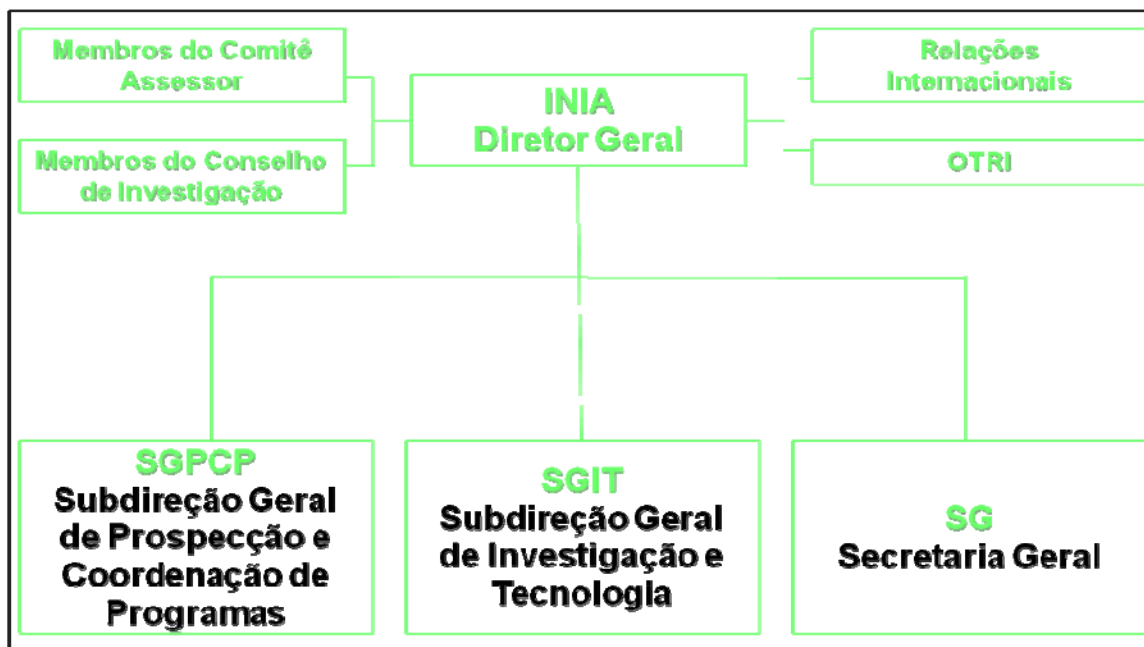 Membros do Comitê
Assessor
Membros do Conselho
de Investigação
INIA
Diretor Geral
Relações
Internacionais
OTRI
SGPCP
Subdireção Geral
de Prospecção e
Coordenação de
Programas
SGIT
Subdireção Geral
de Investigação e
Tecnologia
SG
Secretaria Geral